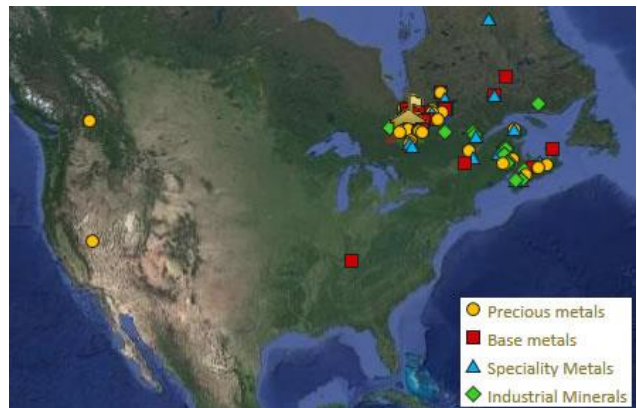 Precious metals
Base metals
Speciality Metals
Industrial Minerals